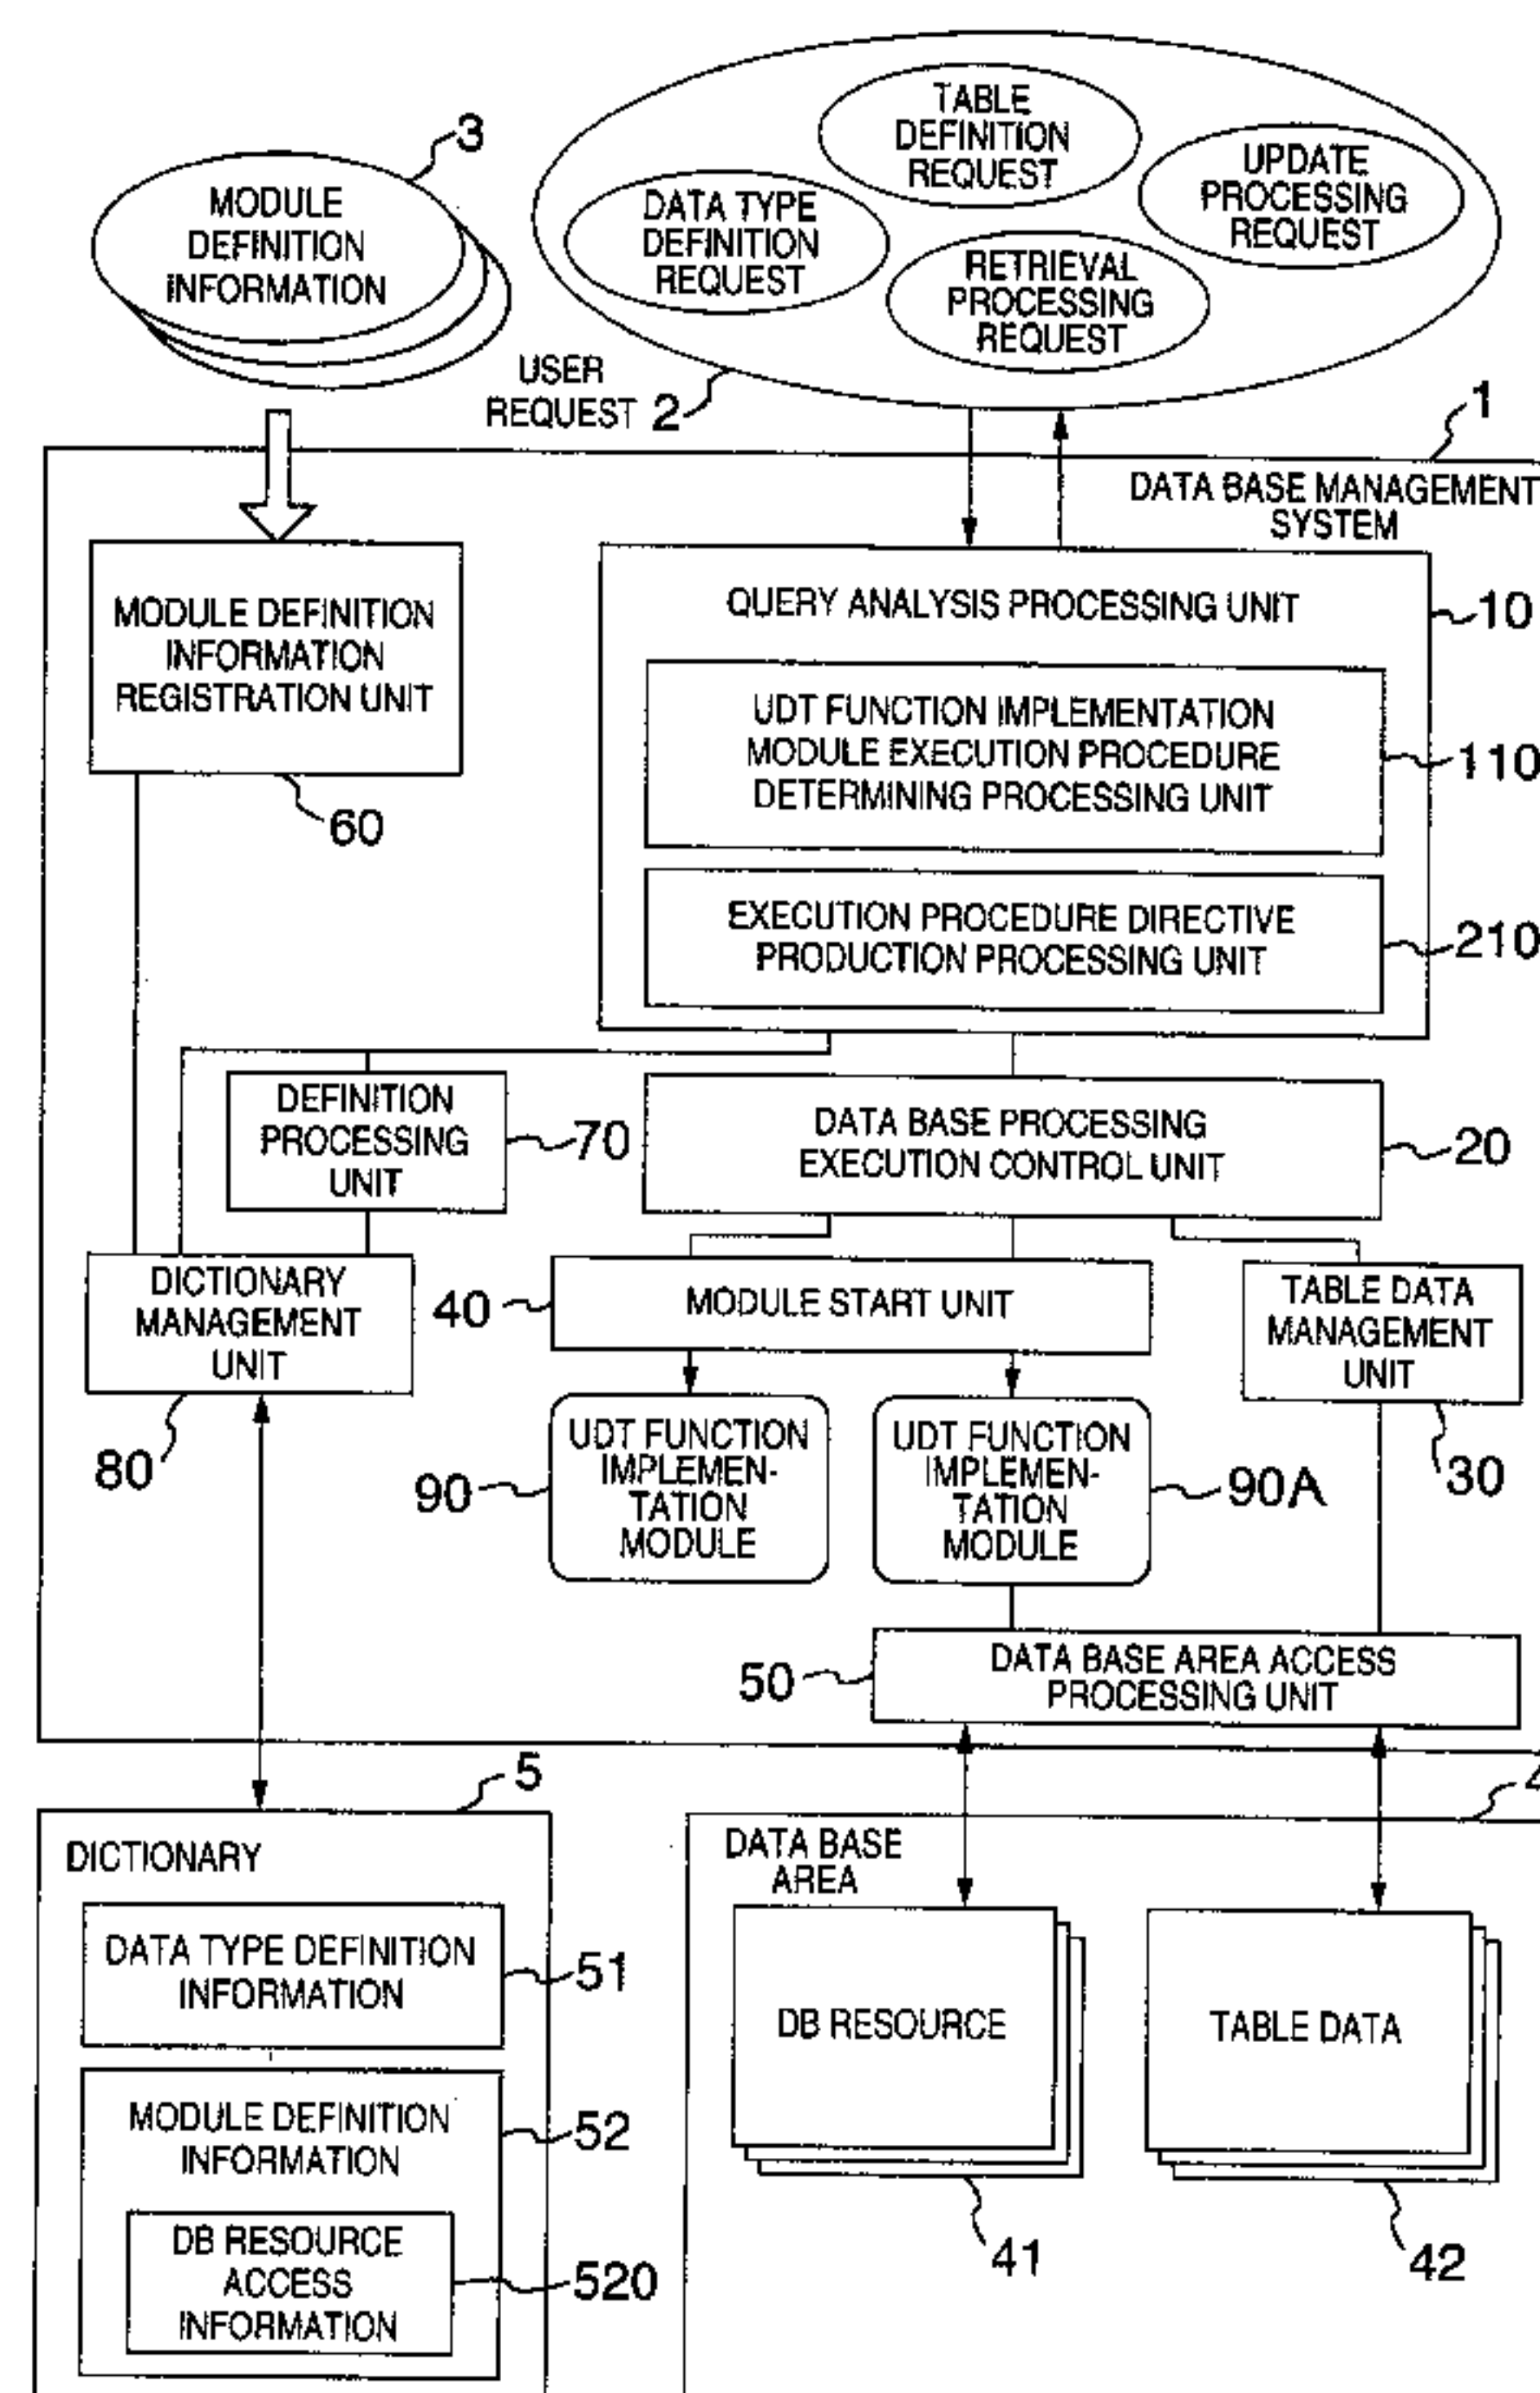 3
MODULE
DEFINITION
INFORMATION
TABLE
DEFINITION
REQUEST
UPDATE
PROCESSING
REQUEST
DATA TYPE
DEFINITION
REQUEST
RETRIEVAL
PROCESSING
REQUEST
USER
REQUEST 2
1
DATA BASE MANAGEMENT
SYSTEM
MODULE DEFINITION
INFORMATION
REGISTRATION UNIT
60
QUERY ANALYSIS PROCESSING UNIT
10
UDT FUNCTION IMPLEMENTATION
MODULE EXECUTION PROCEDURE
DETERMINING PROCESSING UNIT
110
EXECUTION PROCEDURE DIRECTIVE
PRODUCTION PROCESSING UNIT
210
DEFINITION
PROCESSING
UNIT
70
DATA BASE PROCESSING
EXECUTION CONTROL UNIT
20
DICTIONARY
MANAGEMENT
UNIT
80
40
MODULE START UNIT
TABLE DATA
MANAGEMENT
UNIT
30
90
UDT FUNCTION
IMPLEMEN-
TATION
MODULE
UDT FUNCTION
IMPLEMEN-
TATION
MODULE
90A
50
DATA BASE AREA ACCESS
PROCESSING UNIT
5
DICTIONARY
DATA TYPE DEFINITION
INFORMATION
51
MODULE DEFINITION
INFORMATION
52
DB RESOURCE
ACCESS
INFORMATION
520
DATA BASE
AREA
DB RESOURCE
41
TABLE DATA
42